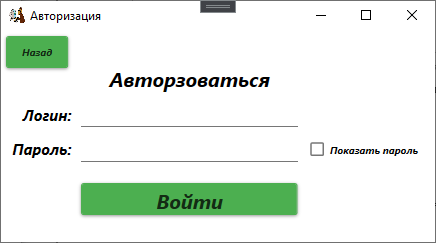 Авторизация
Назад
Авторзоваться
Логин:
Пароль:
Показать пароль
Войти